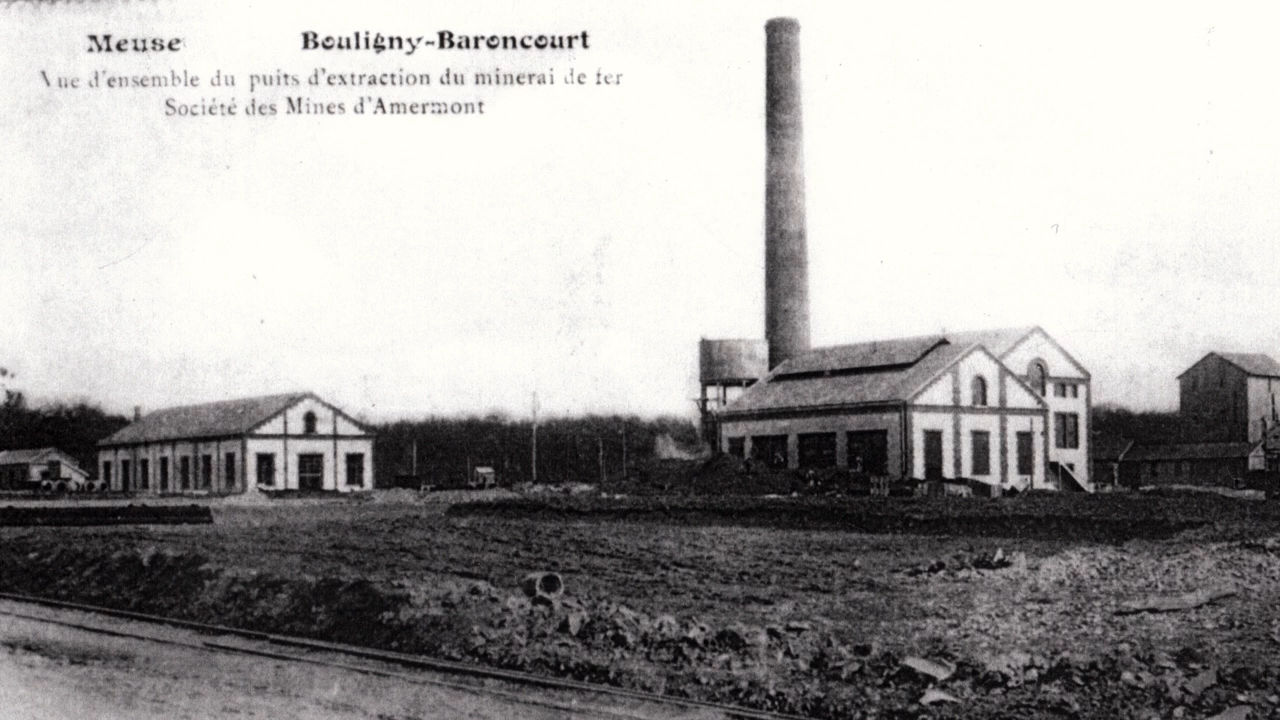 Meuse Bouligny-Baroncourt
Vue d'ensemble du puits d'extraction du minerai de fer
Société des Mines d'Amermont